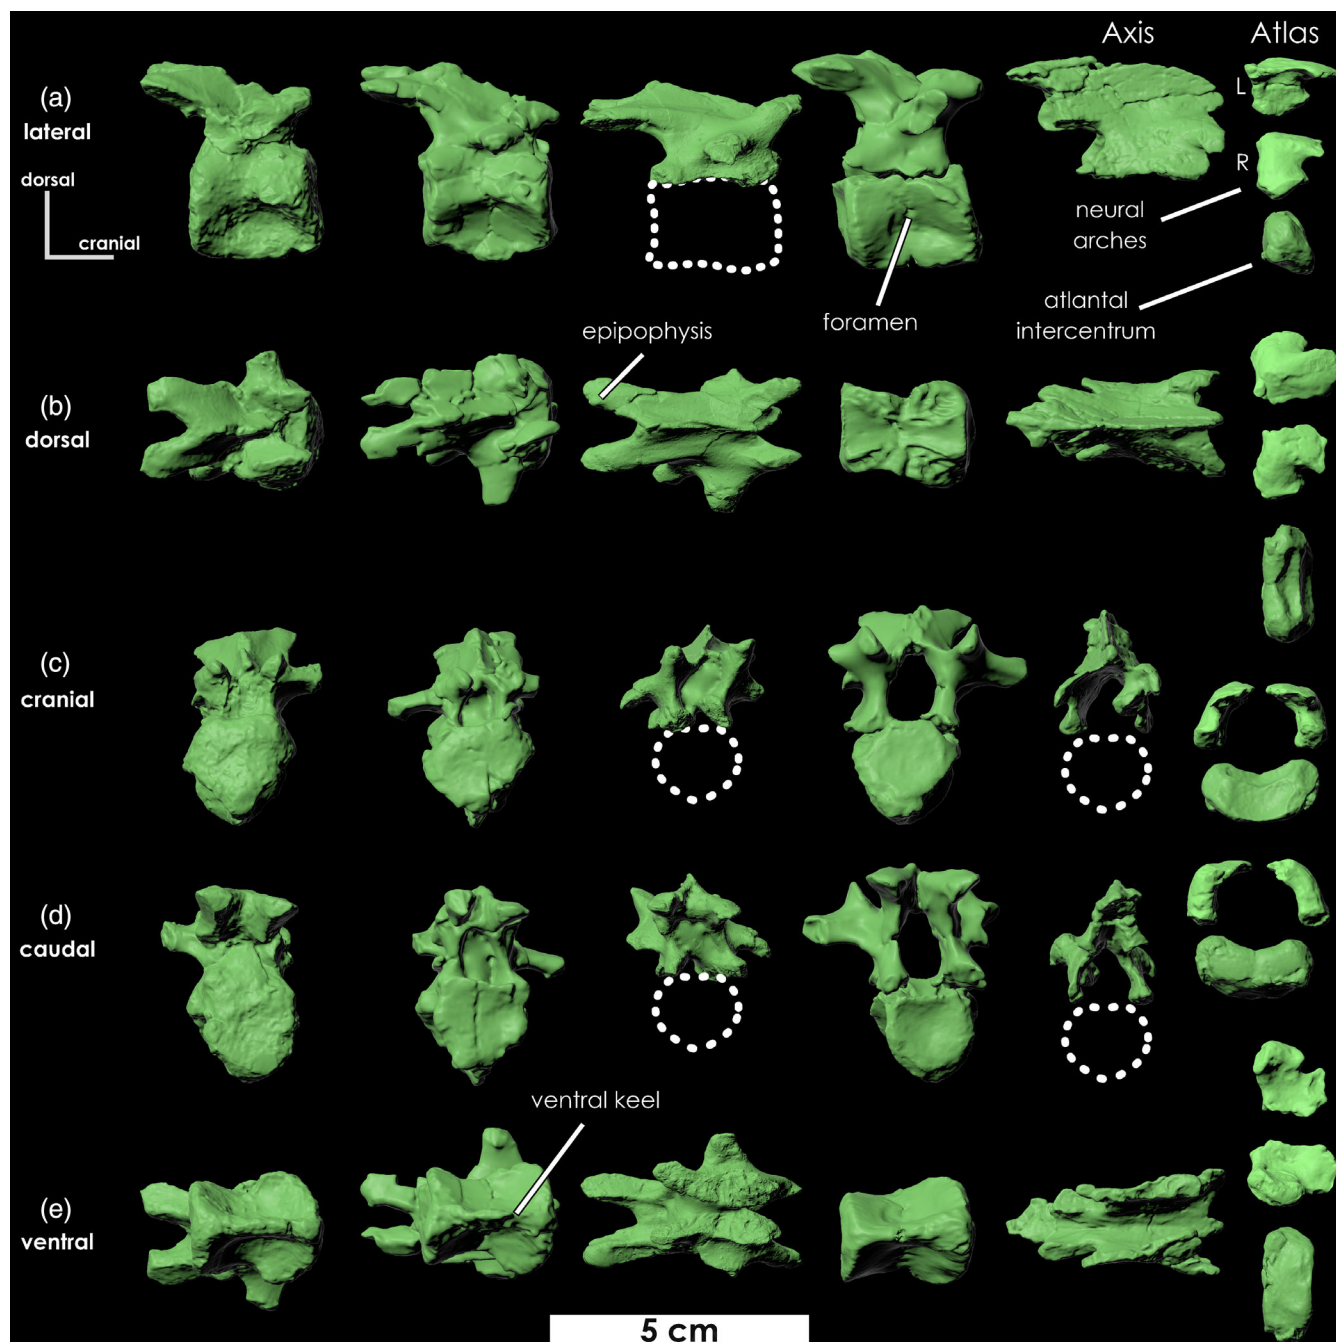 Axis
Atlas
(a)
lateral
L
dorsal
R
cranial
neural
arches
atlantal
intercentrum
foramen
epipophysis
(b)
dorsal
(c)
cranial
(d)
caudal
ventral keel
(e)
ventral
5 cm